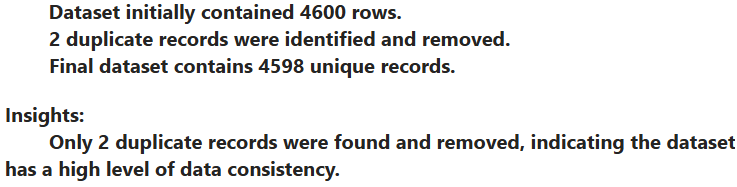 Dataset initially contained 4600 rows.
2 duplicate records were identified and removed.
Final dataset contains 4598 unique records.
Insights:
Only 2 duplicate records were found and removed, indicating the dataset
has a high level of data consistency.